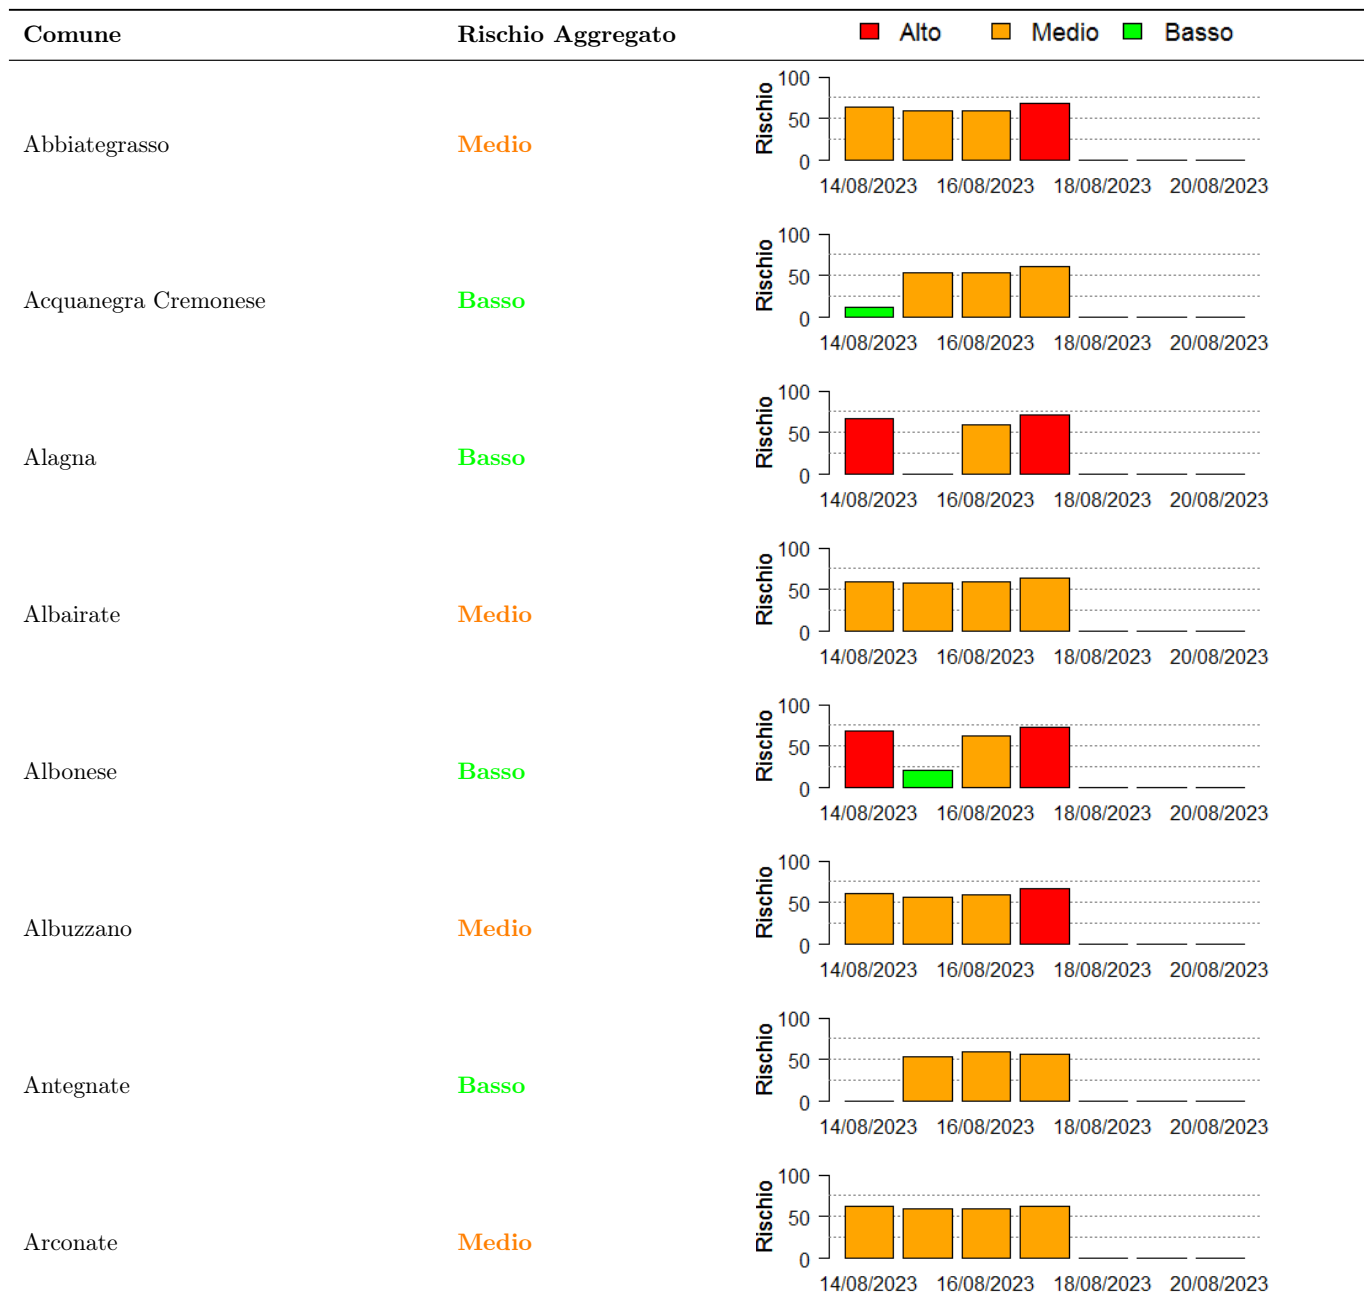 Comune Rischio Aggregato Alto Medio Basso
Abbiategrasso Medio
Rischio
100
50
0
14/08/2023 16/08/2023 18/08/2023 20/08/2023
Acquanegra Cremonese Basso
Rischio
100
50
0
14/08/2023 16/08/2023 18/08/2023 20/08/2023
Alagna Basso
Rischio
100
50
0
14/08/2023 16/08/2023 18/08/2023 20/08/2023
Albairate Medio
Rischio
100
50
0
14/08/2023 16/08/2023 18/08/2023 20/08/2023
Albonese Basso
Rischio
100
50
0
14/08/2023 16/08/2023 18/08/2023 20/08/2023
Albuzzano Medio
Rischio
100
50
0
14/08/2023 16/08/2023 18/08/2023 20/08/2023
Antegnate Basso
Rischio
100
50
0
14/08/2023 16/08/2023 18/08/2023 20/08/2023
Arconate Medio
Rischio
100
50
0
14/08/2023 16/08/2023 18/08/2023 20/08/2023